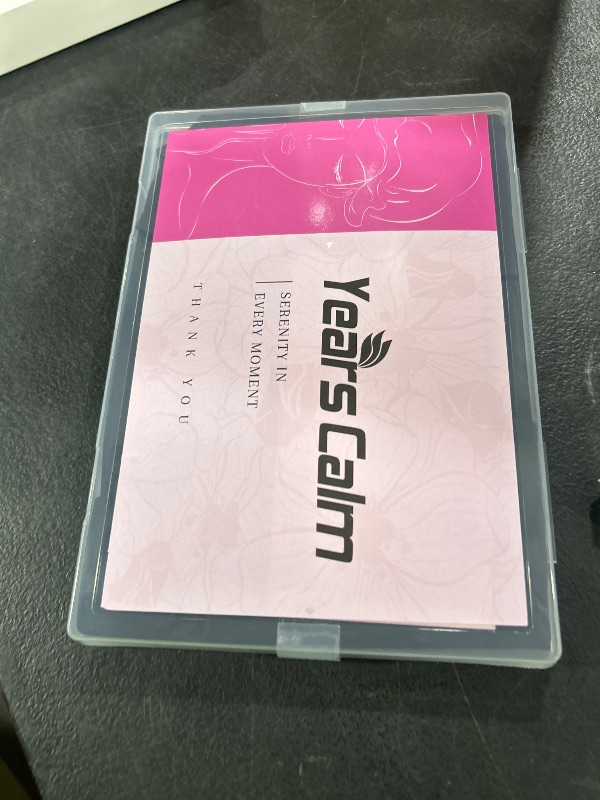 Years Calm
SERENITY IN
EVERY MOMENT
THANK YOU